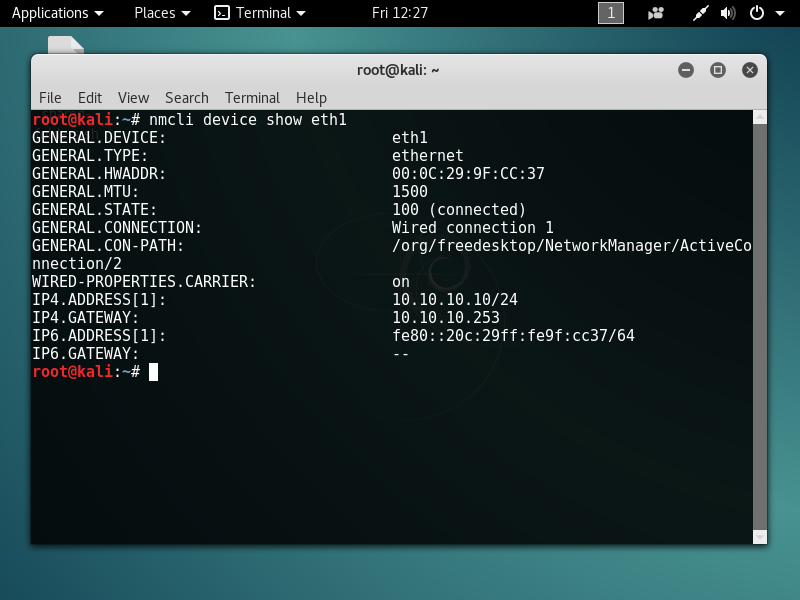 Applications Places Terminal Fri 12:27 1
root@kali: ~
File Edit View Search Terminal Help
root@kali:~# nmcli device show eth1
GENERAL.DEVICE: eth1
GENERAL.TYPE: ethernet
GENERAL.HWADDR: 00:0C:29:9F:CC:37
GENERAL.MTU: 1500
GENERAL.STATE: 100 (connected)
GENERAL.CONNECTION: Wired connection 1
GENERAL.CON-PATH: /org/freedesktop/NetworkManager/ActiveCo
nnection/2
WIRED-PROPERTIES.CARRIER: on
IP4.ADDRESS[1]: 10.10.10.10/24
IP4.GATEWAY: 10.10.10.253
IP6.ADDRESS[1]: fe80::20c:29ff:fe9f:cc37/64
IP6.GATEWAY: --
root@kali:~#